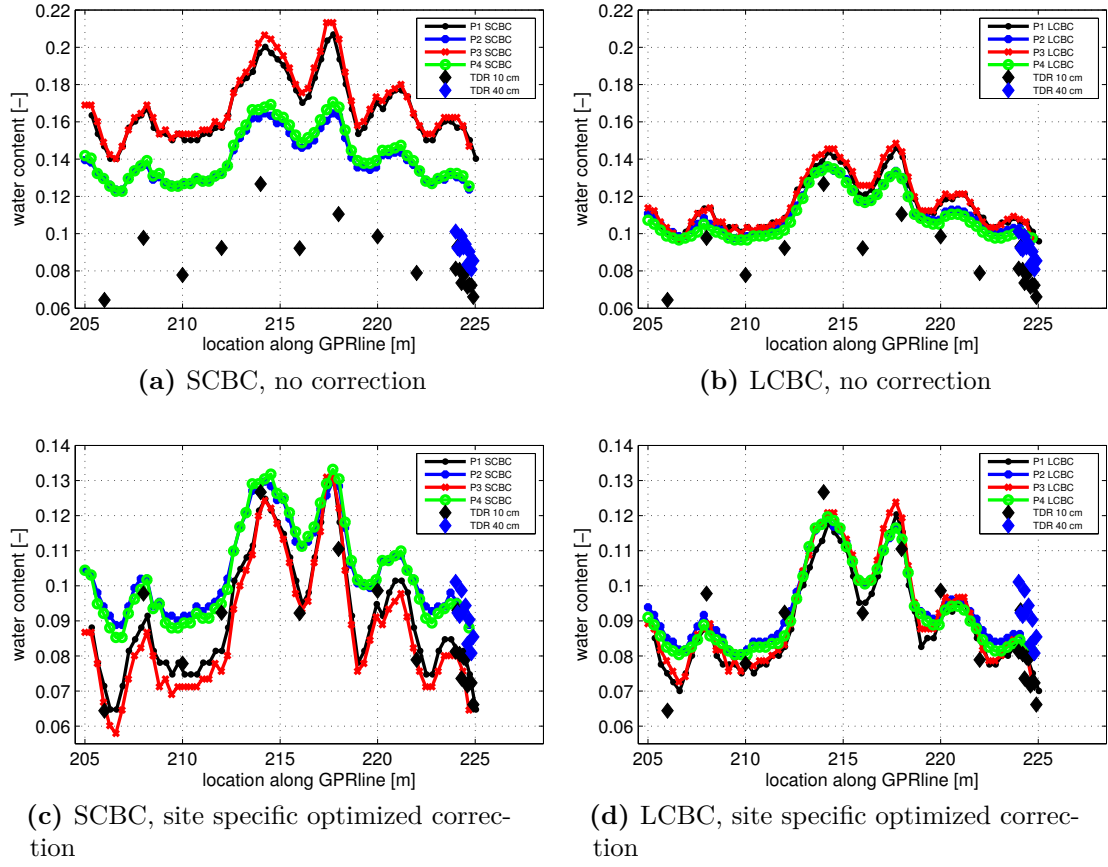 0.22
0.2
0.18
0.16
0.14
0.12
0.1
0.08
0.06
water content [−]
205 210 215 220 225
location along GPRline [m]
P1 SCBC
P2 SCBC
P3 SCBC
P4 SCBC
TDR 10 cm
TDR 40 cm
(a) SCBC, no correction
0.22
0.2
0.18
0.16
0.14
0.12
0.1
0.08
0.06
water content [−]
205 210 215 220 225
location along GPRline [m]
P1 LCBC
P2 LCBC
P3 LCBC
P4 LCBC
TDR 10 cm
TDR 40 cm
(b) LCBC, no correction
0.14
0.13
0.12
0.11
0.1
0.09
0.08
0.07
0.06
water content [−]
205 210 215 220 225
location along GPRline [m]
P1 SCBC
P2 SCBC
P3 SCBC
P4 SCBC
TDR 10 cm
TDR 40 cm
(c) SCBC, site specific optimized correc-
tion
0.14
0.13
0.12
0.11
0.1
0.09
0.08
0.07
0.06
water content [−]
205 210 215 220 225
location along GPRline [m]
P1 LCBC
P2 LCBC
P3 LCBC
P4 LCBC
TDR 10 cm
TDR 40 cm
(d) LCBC, site specific optimized correc-
tion